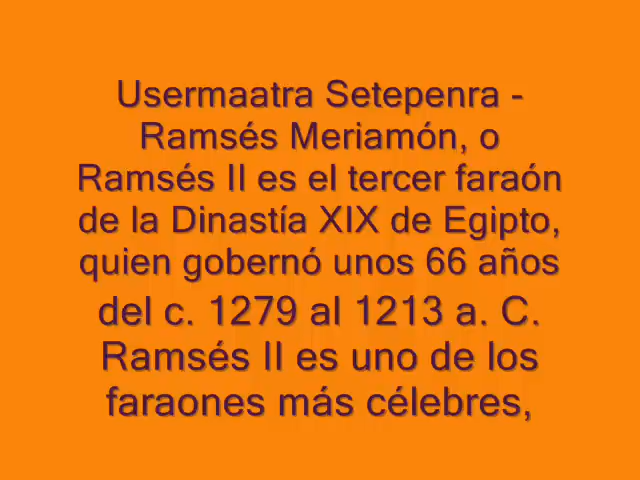 Usermaatra Setepenra -
Ramsés Meriamón, o
Ramsés II es el tercer faraón
de la Dinastía XIX de Egipto,
quien gobernó unos 66 años
del c. 1279 al 1213 a. C.
Ramsés II es uno de los
faraones más célebres,